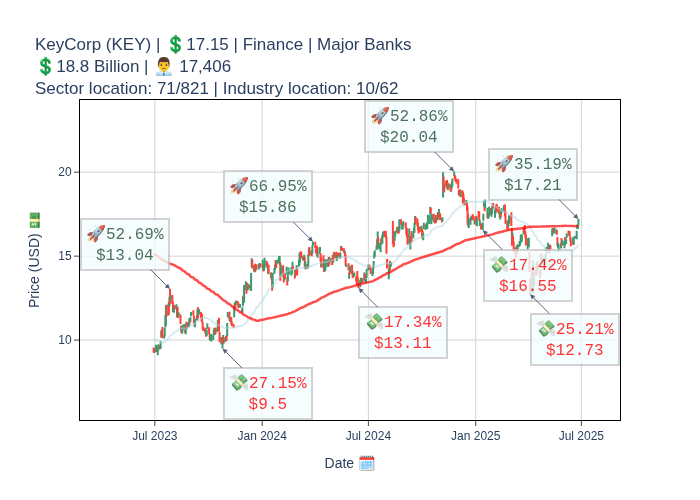 KeyCorp (KEY) | 💲17.15 | Finance | Major Banks
💲18.8 Billion | 👨‍💼 17,406
Sector location: 71/821 | Industry location: 10/62
🚀52.86%
$20.04
🚀35.19%
$17.21
🚀66.95%
$15.86
🚀52.69%
$13.04
💸17.42%
$16.55
💸17.34%
$13.11
💸25.21%
$12.73
💸27.15%
$9.5
20
15
10
Price (USD) 💵
Jul 2023
Jan 2024
Jul 2024
Jan 2025
Jul 2025
Date 🗓️